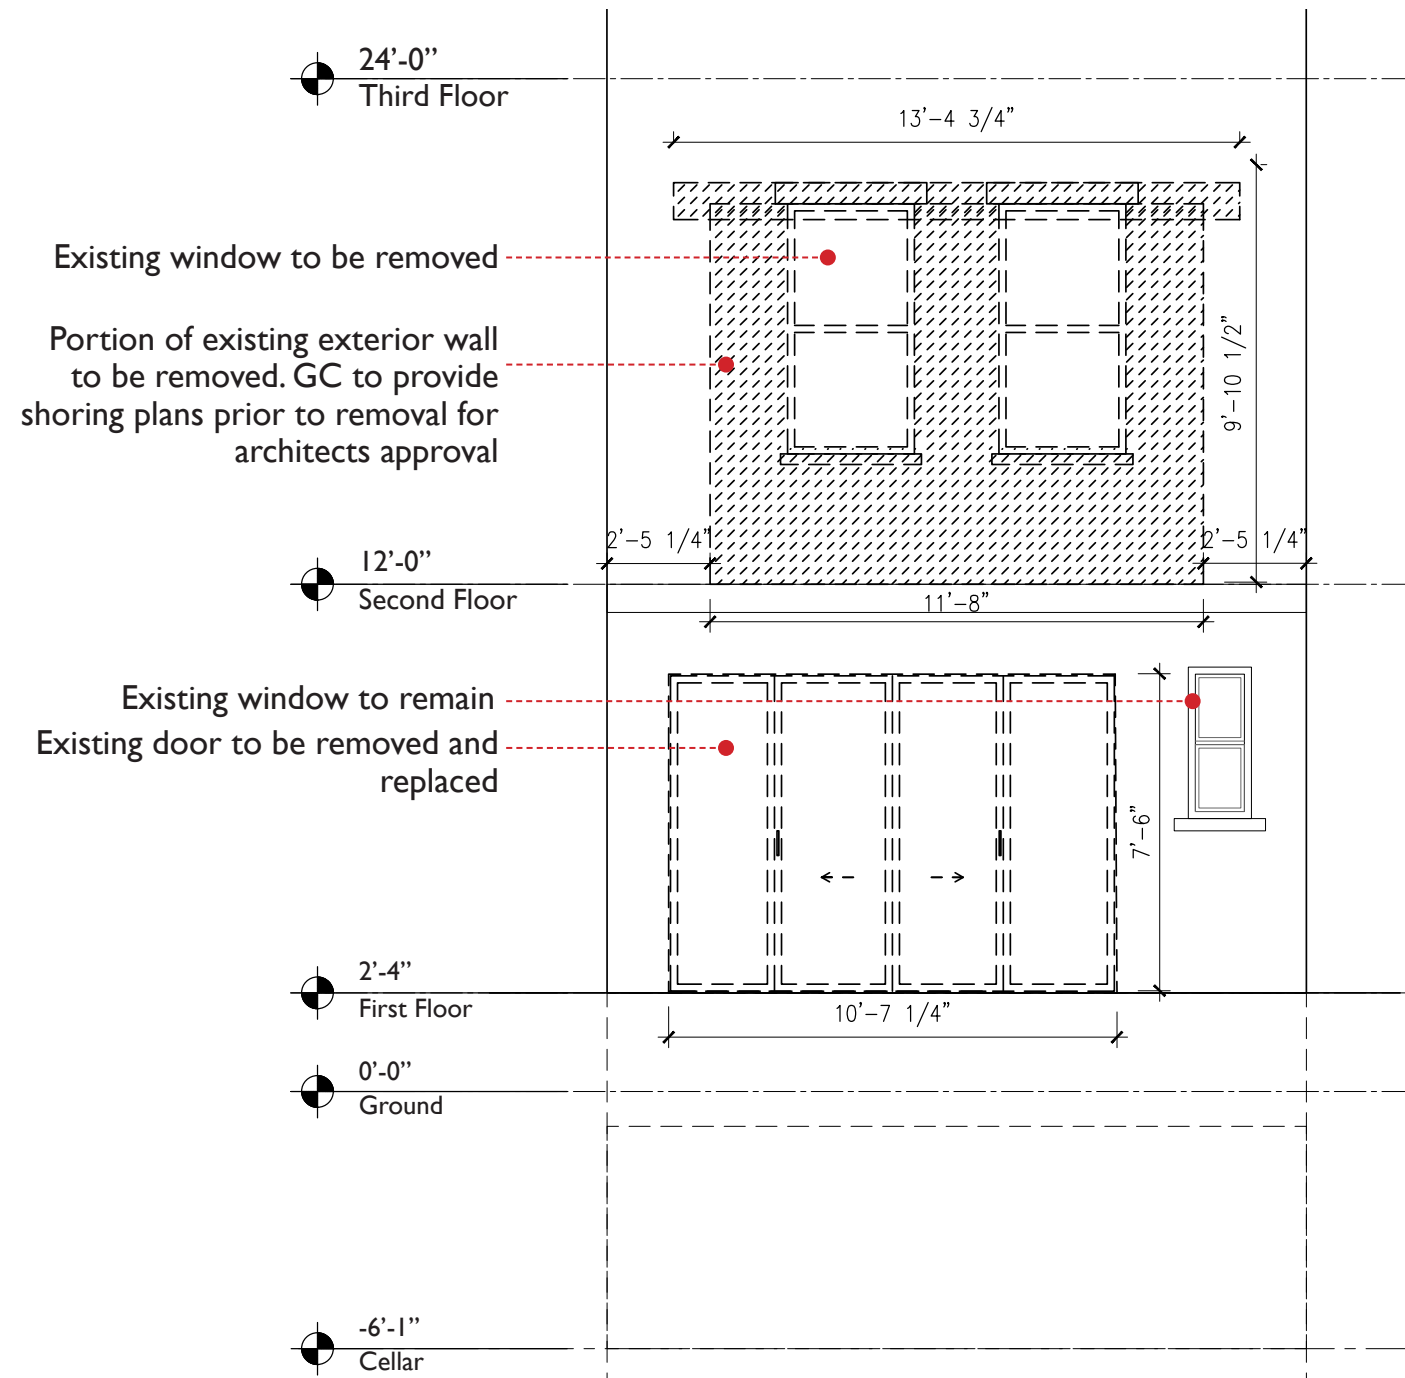 24’-0”
Third Floor
13’-4 3/4”
Existing window to be removed
Portion of existing exterior wall
to be removed. GC to provide
shoring plans prior to removal for
architects approval
9’-10 1/2”
2’-5 1/4”
2’-5 1/4”
12’-0”
Second Floor
11’-8”
Existing window to remain
Existing door to be removed and
replaced
7’-6”
2’-4”
First Floor
10’-7 1/4”
0’-0”
Ground
-6’-1”
Cellar